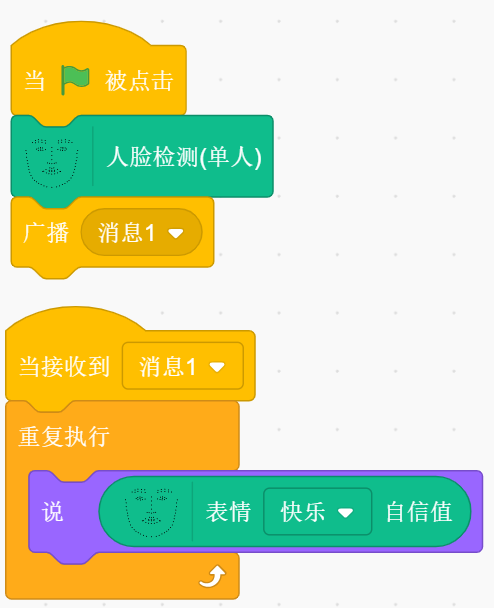 当 被点击
人脸检测(单人)
广播 消息1
当接收到 消息1
重复执行
说 表情 快乐 自信值